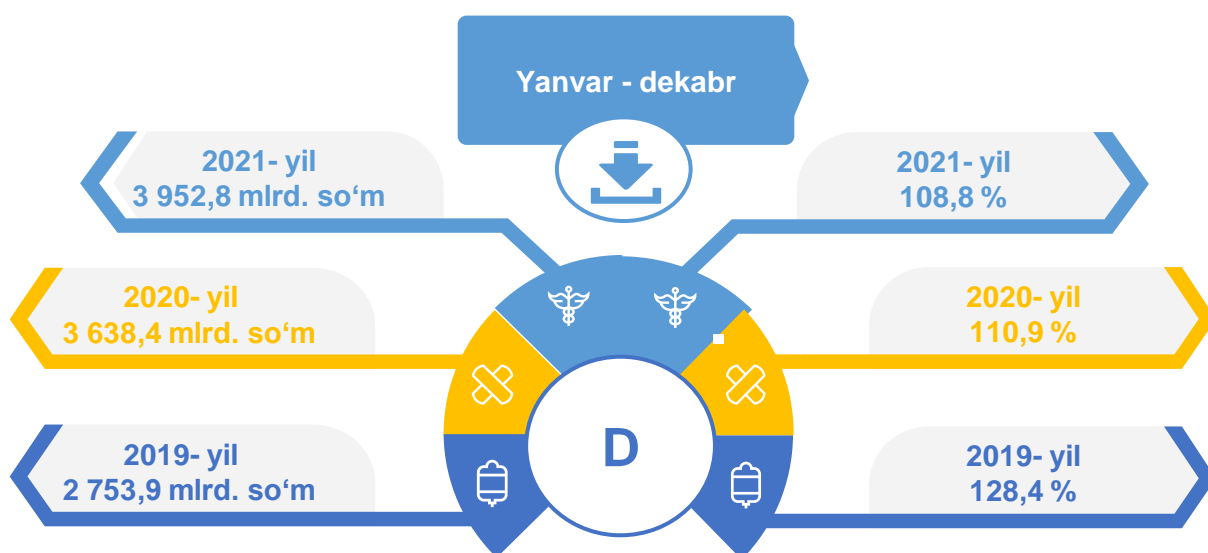 Yanvar - dekabr
2021- yil
3 952,8 mlrd. so‘m
2021- yil
108,8 %
2020- yil
3 638,4 mlrd. so‘m
2020- yil
110,9 %
2019- yil
2 753,9 mlrd. so‘m
2019- yil
128,4 %
D